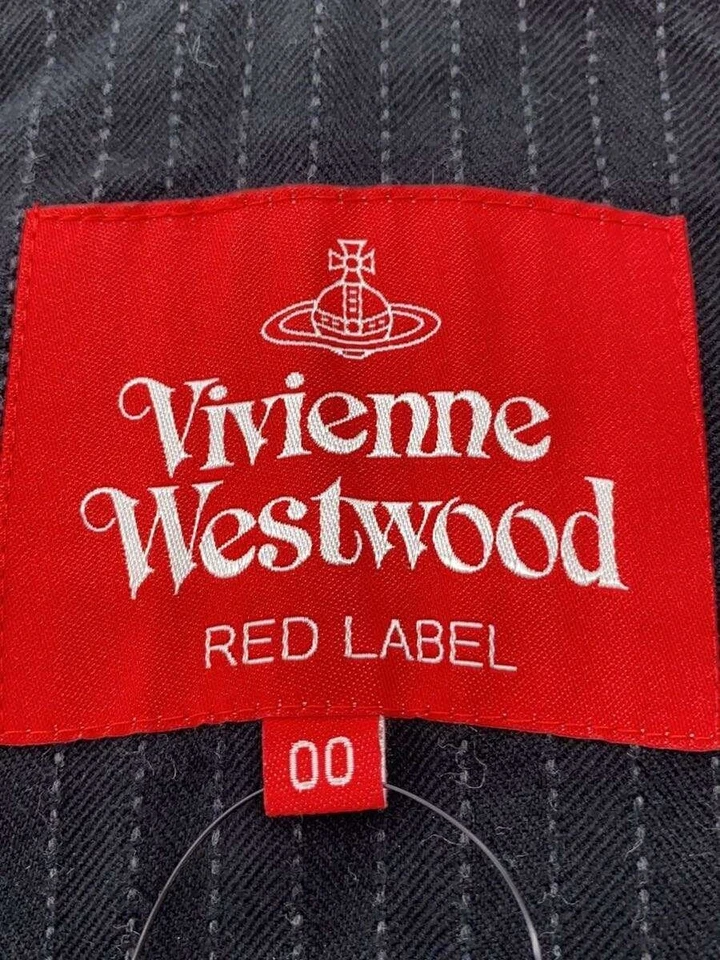 Vivienne
Westwood
RED LABEL
00